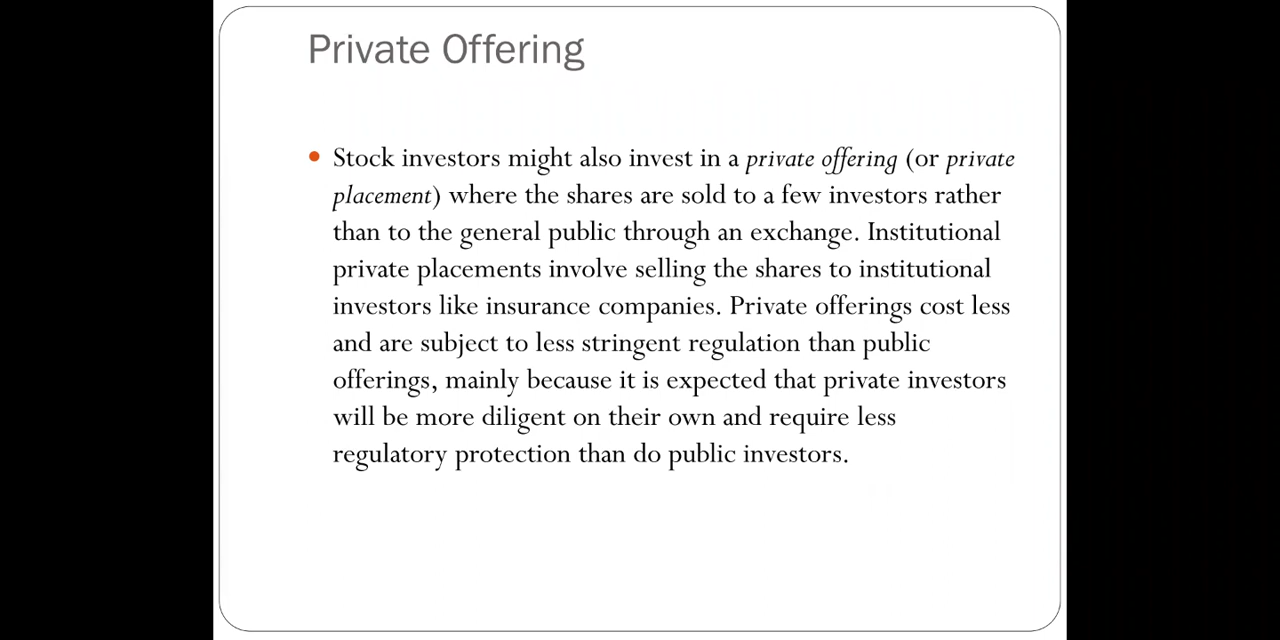 Private Offering
• Stock investors might also invest in a private offering (or private
placement) where the shares are sold to a few investors rather
than to the general public through an exchange. Institutional
private placements involve selling the shares to institutional
investors like insurance companies. Private offerings cost less
and are subject to less stringent regulation than public
offerings, mainly because it is expected that private investors
will be more diligent on their own and require less
regulatory protection than do public investors.